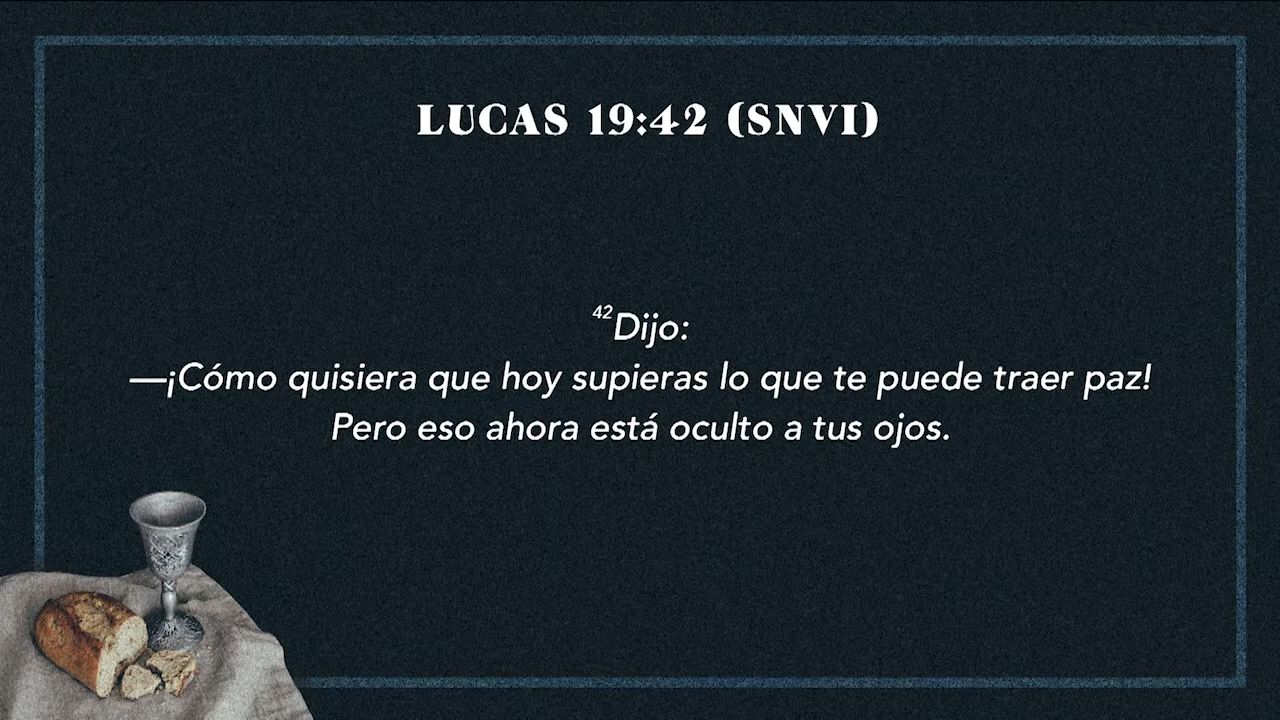 LUCAS 19:42 (SNVI)
42Dijo:
—¡Cómo quisiera que hoy supieras lo que te puede traer paz!
Pero eso ahora está oculto a tus ojos.